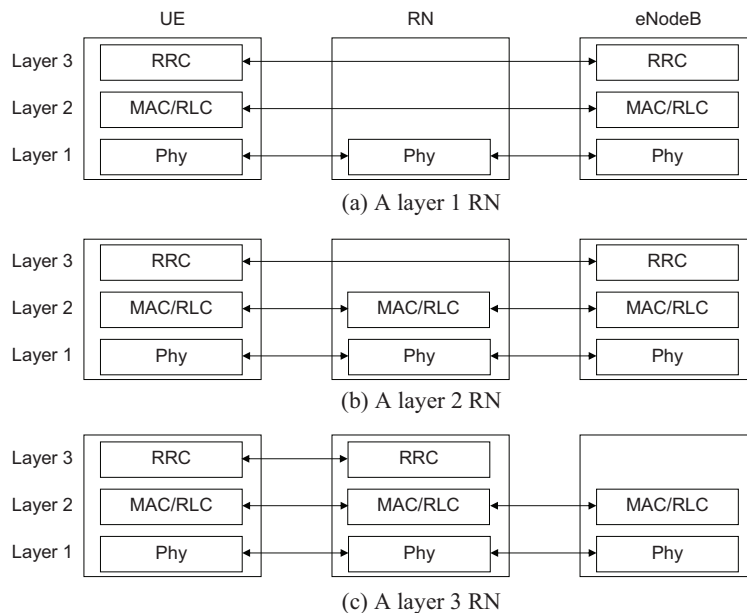 UE RN eNodeB
Layer 3 RRC RRC
Layer 2 MAC/RLC MAC/RLC
Layer 1 Phy Phy Phy
(a) A layer 1 RN
Layer 3 RRC RRC
Layer 2 MAC/RLC MAC/RLC MAC/RLC
Layer 1 Phy Phy Phy
(b) A layer 2 RN
Layer 3 RRC RRC
Layer 2 MAC/RLC MAC/RLC MAC/RLC
Layer 1 Phy Phy Phy
(c) A layer 3 RN